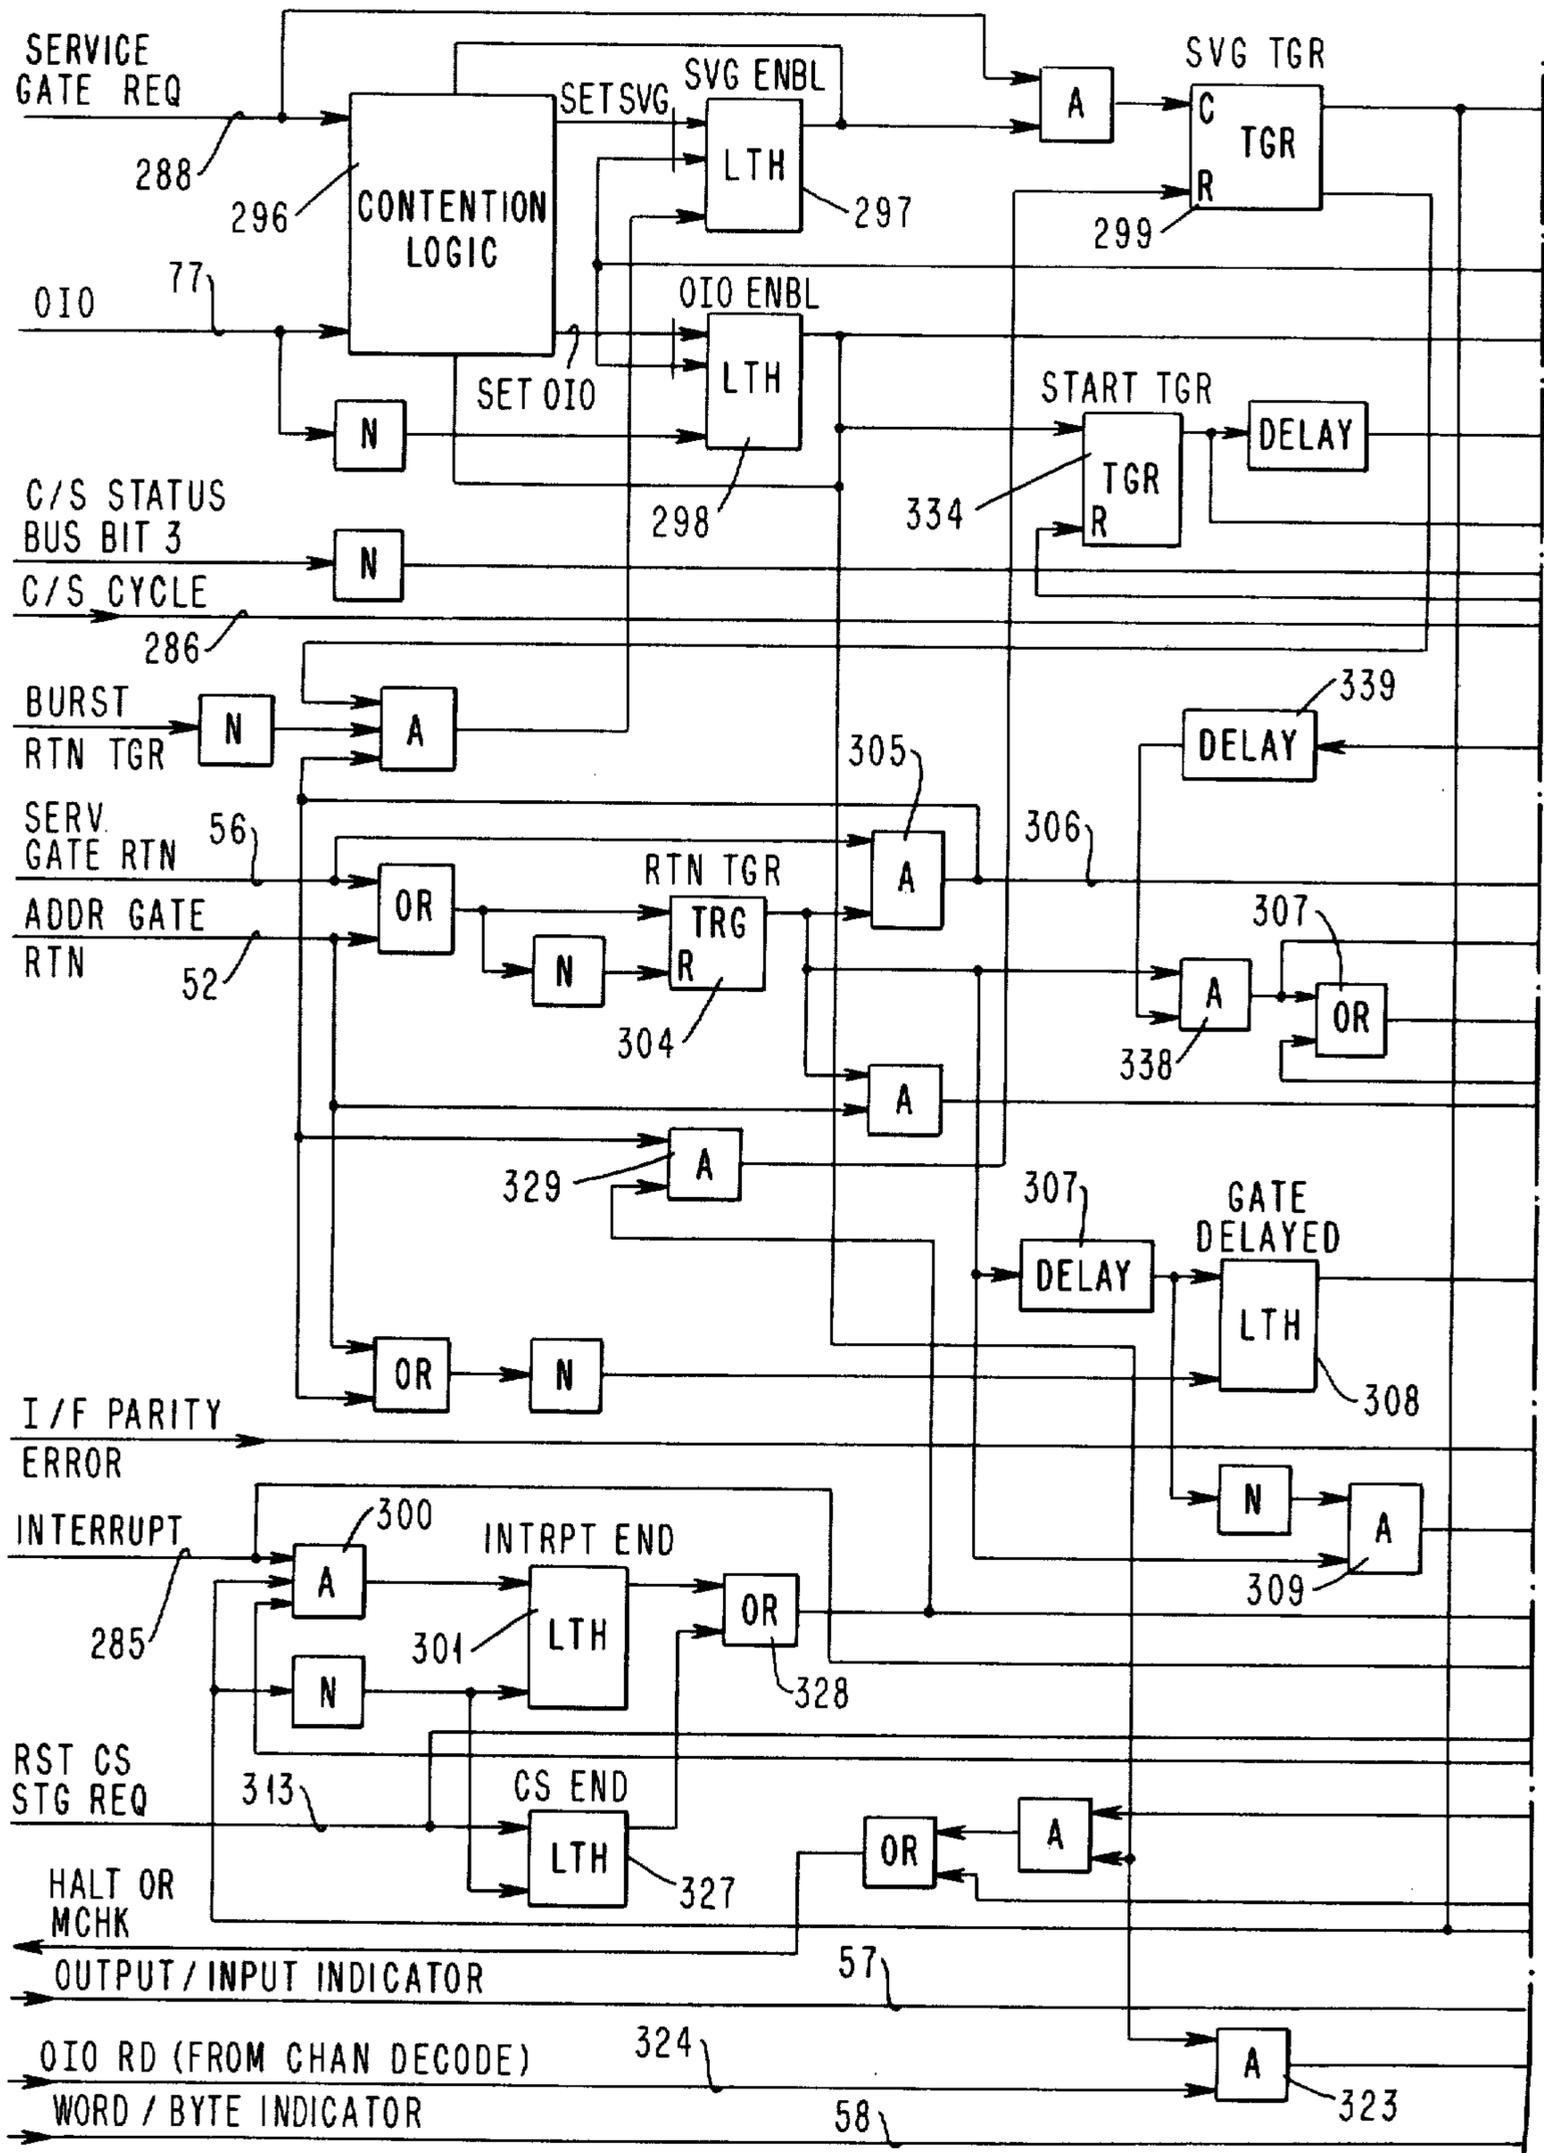 SERVICE
GATE REQ
288
296
CONTENTION
LOGIC
SET SVG
SVG ENBL
LTH
297
A
SVG TGR
C
TGR
R
299
77
OIO
SET OIO
OIO ENBL
LTH
298
N
START TGR
TGR
R
334
DELAY
C/S STATUS
BUS BIT 3
N
C/S CYCLE
286
BURST
RTN TGR
N
A
339
DELAY
SERV.
GATE RTN
56
ADDR GATE
RTN
52
OR
N
RTN TGR
TRG
R
304
305
A
306
307
A
338
OR
A
329
A
307
DELAY
GATE
DELAYED
LTH
308
OR
N
I/F PARITY
ERROR
N
A
309
INTERRUPT
285
300
A
INTRPT END
LTH
301
OR
328
N
RST CS
STG REQ
313
CS END
LTH
327
OR
A
HALT OR
MCHK
OUTPUT / INPUT INDICATOR
57
OIO RD (FROM CHAN DECODE)
324
A
323
WORD / BYTE INDICATOR
58